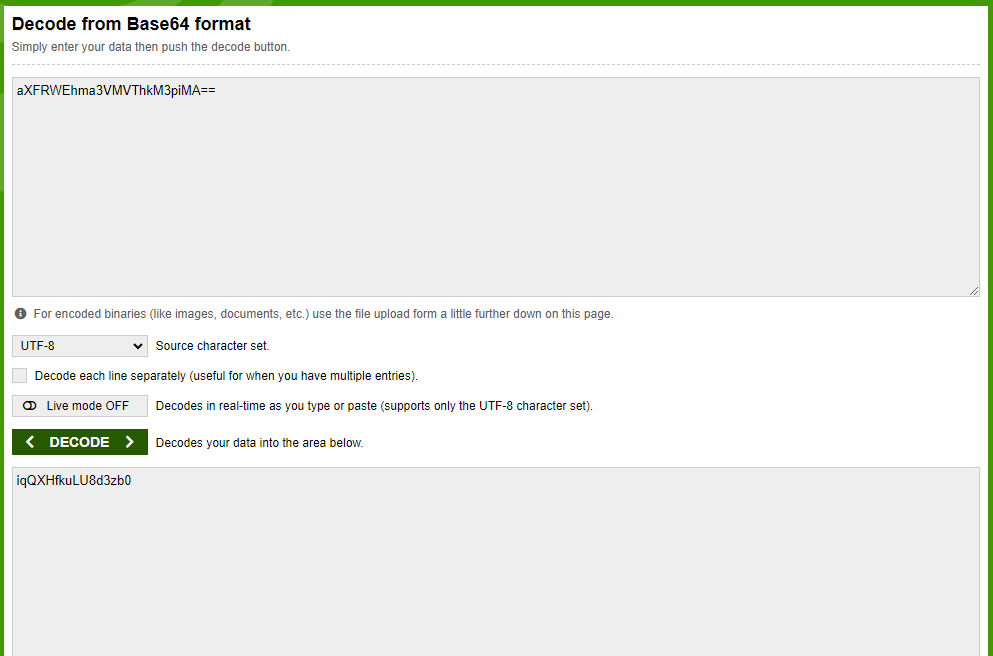 Decode from Base64 format
Simply enter your data then push the decode button.
aXFRWEhma3VMVThkM3piMA==
For encoded binaries (like images, documents, etc.) use the file upload form a little further down on this page.
UTF-8 Source character set.
Decode each line separately (useful for when you have multiple entries).
Live mode OFF Decodes in real-time as you type or paste (supports only the UTF-8 character set).
< DECODE > Decodes your data into the area below.
iqQXHfkuLU8d3zb0